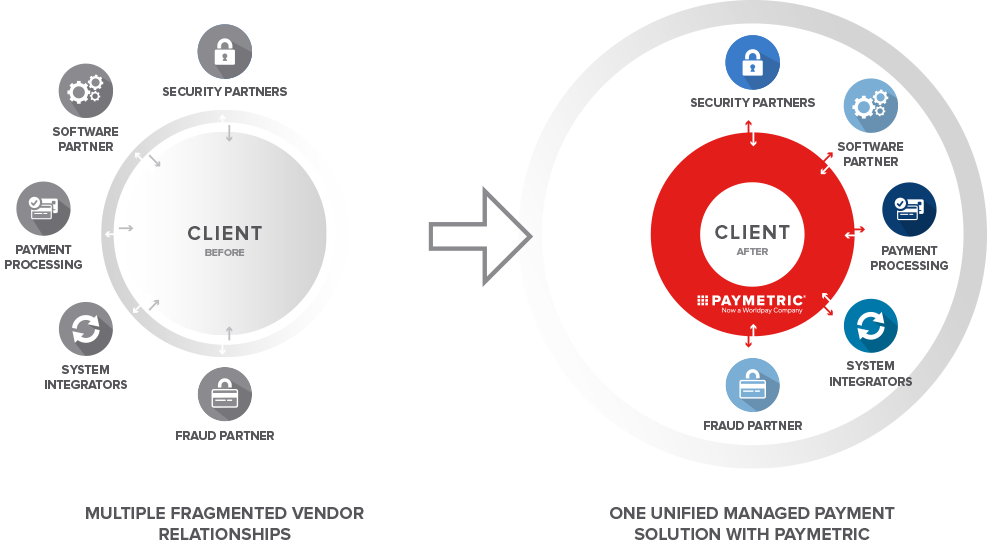 SECURITY PARTNERS
SOFTWARE
PARTNER
PAYMENT
PROCESSING
SYSTEM
INTEGRATORS
FRAUD PARTNER
CLIENT
BEFORE
MULTIPLE FRAGMENTED VENDOR
RELATIONSHIPS
SECURITY PARTNERS
SOFTWARE
PARTNER
PAYMENT
PROCESSING
SYSTEM
INTEGRATORS
FRAUD PARTNER
CLIENT
AFTER
PAYMETRIC®
Now a Worldpay Company
ONE UNIFIED MANAGED PAYMENT
SOLUTION WITH PAYMETRIC